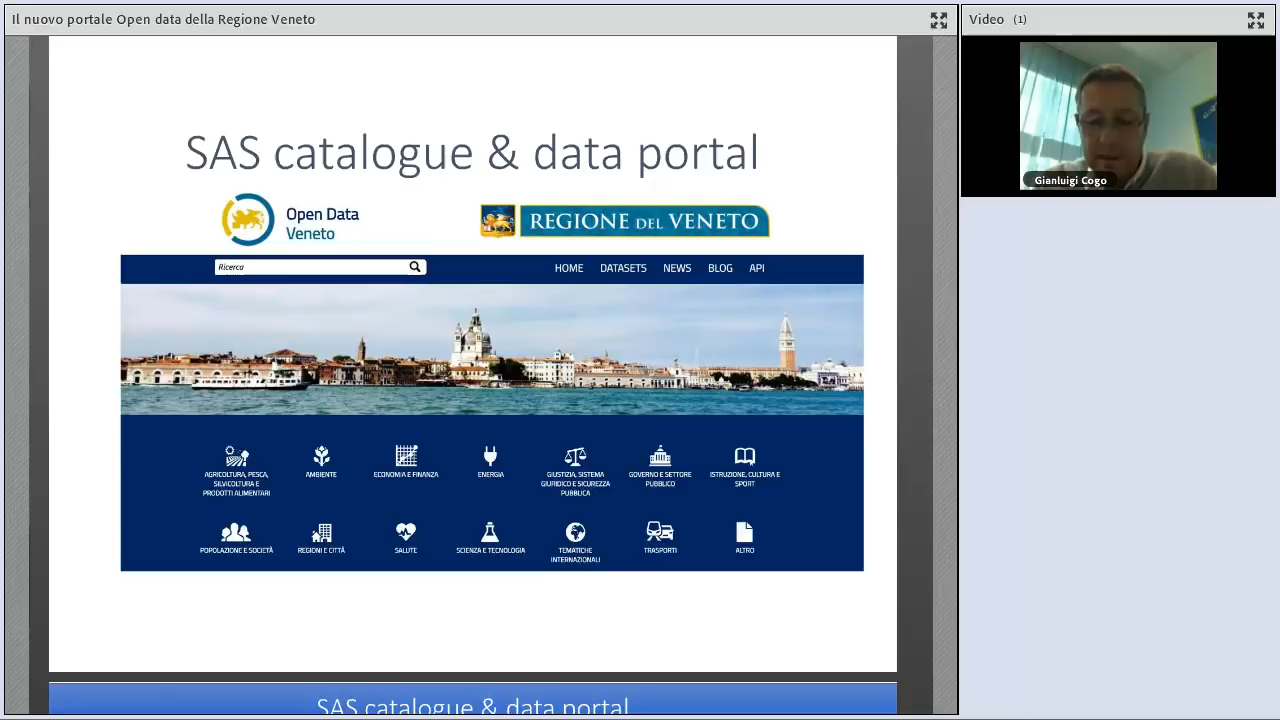 Il nuovo portale Open data della Regione Veneto
Video (1)
Gianluigi Cogo
SAS catalogue & data portal
Open Data
Veneto
REGIONE DEL VENETO
Ricerca
HOME DATASETS NEWS BLOG API
AGRICOLTURA, PESCA,
SILVICOLTURA E
PRODOTTI ALIMENTARI
AMBIENTE
ECONOMIA E FINANZA
ENERGIA
GIUSTIZIA, SISTEMA
GIURIDICO E SICUREZZA
PUBBLICA
GOVERNO E SETTORE
PUBBLICO
ISTRUZIONE, CULTURA E
SPORT
POPOLAZIONE E SOCIETÀ
REGIONI E CITTÀ
SALUTE
SCIENZA E TECNOLOGIA
TEMATICHE
INTERNAZIONALI
TRASPORTI
ALTRO
SAS catalogue & data portal